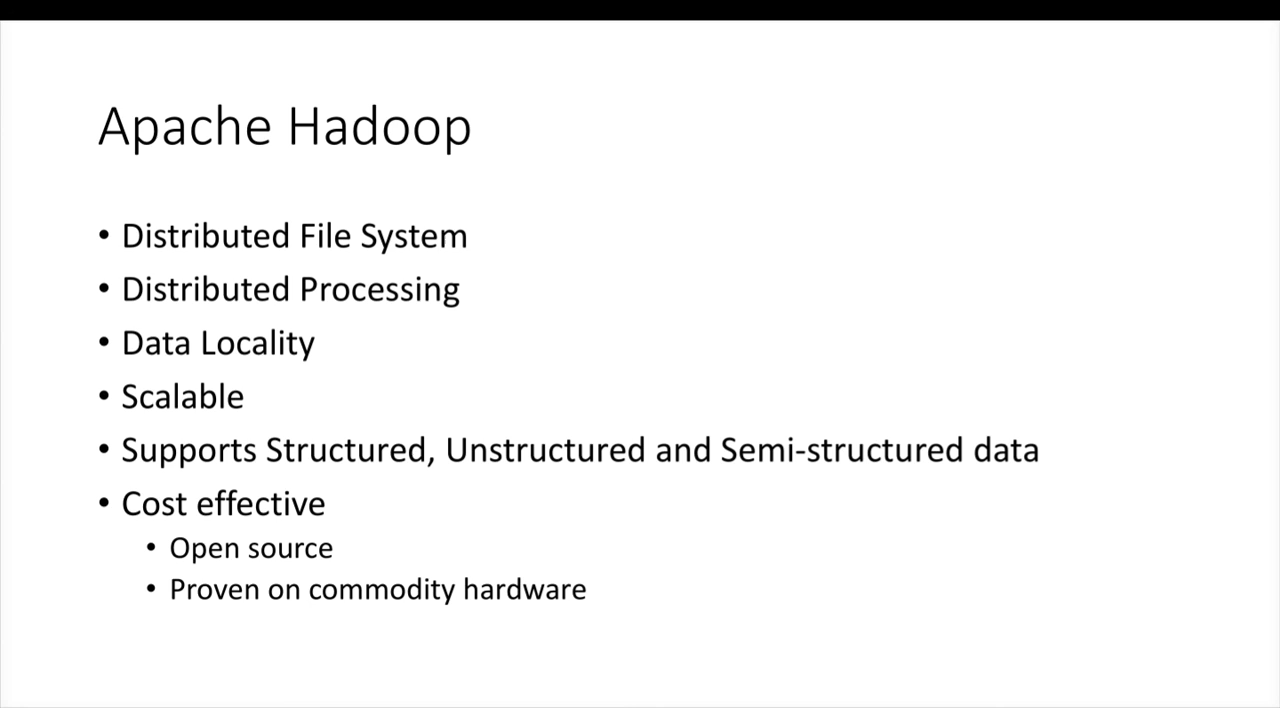 Apache Hadoop
• Distributed File System
• Distributed Processing
• Data Locality
• Scalable
• Supports Structured, Unstructured and Semi-structured data
• Cost effective
• Open source
• Proven on commodity hardware